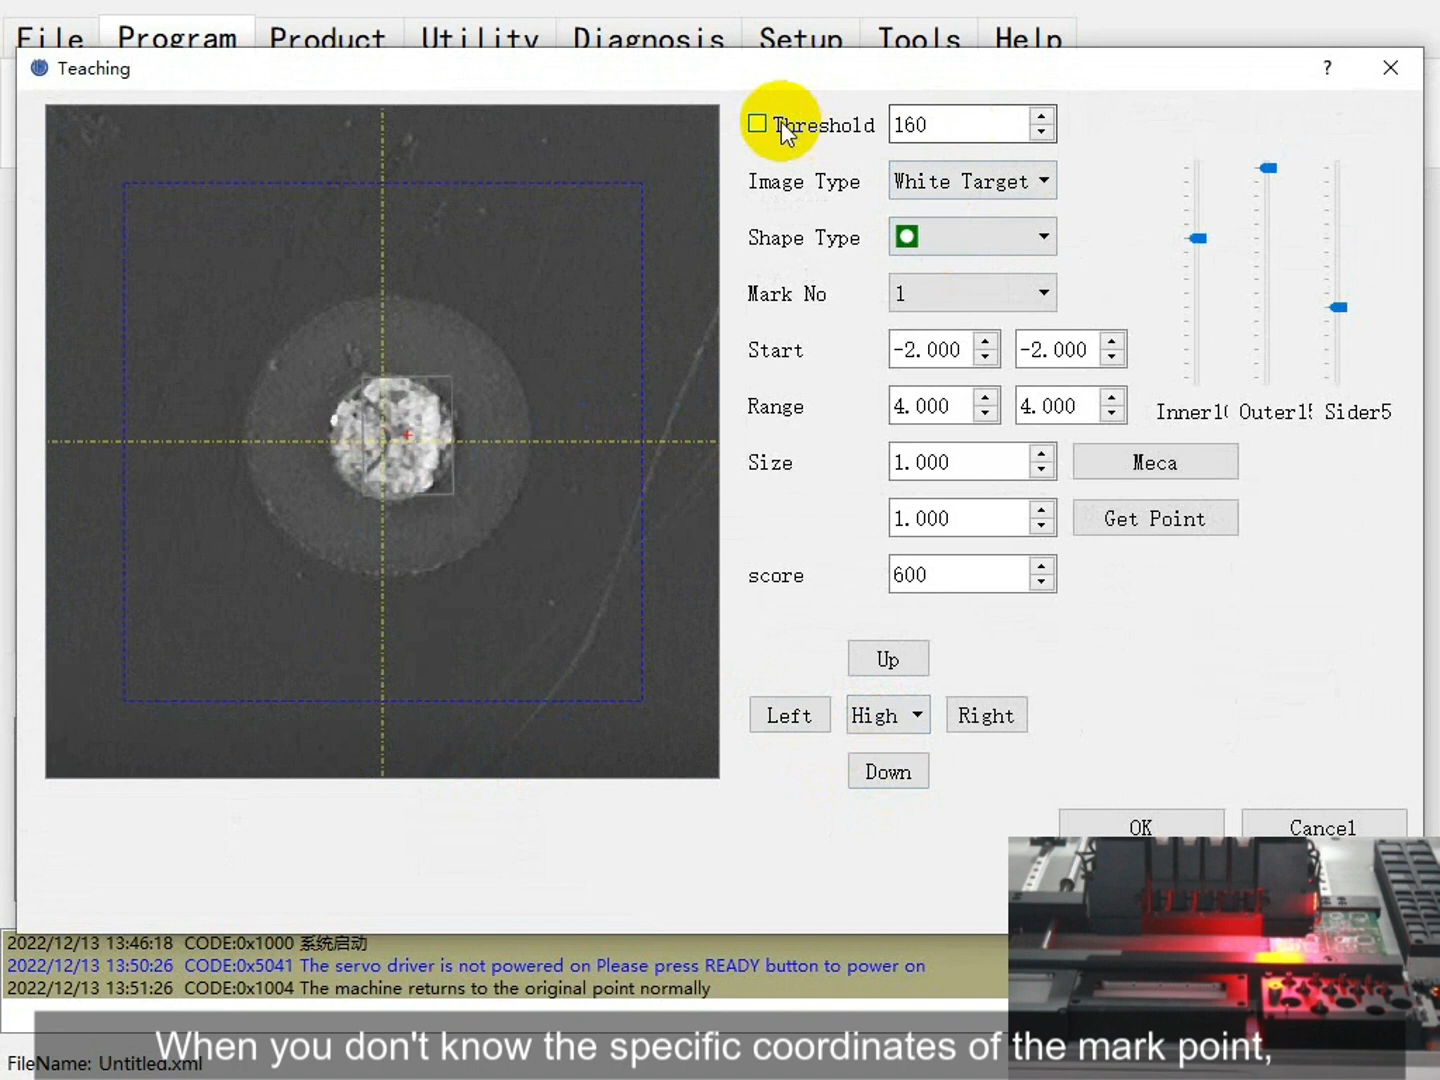 File Program Product Utility Diagnosis Setup Tools Help
Teaching ?
Threshold 160
Image Type White Target
Shape Type
Mark No 1
Start -2.000 -2.000
Range 4.000 4.000
Inner1 Outer1 Sider5
Size 1.000 Meca
1.000 Get Point
score 600
Up
Left High Right
Down
OK Cancel
2022/12/13 13:46:18 CODE:0x1000 系统启动
2022/12/13 13:50:26 CODE:0x5041 The servo driver is not powered on Please press READY button to power on
2022/12/13 13:51:26 CODE:0x1004 The machine returns to the original point normally
When you don't know the specific coordinates of the mark point,
FileName: Untitled.xml